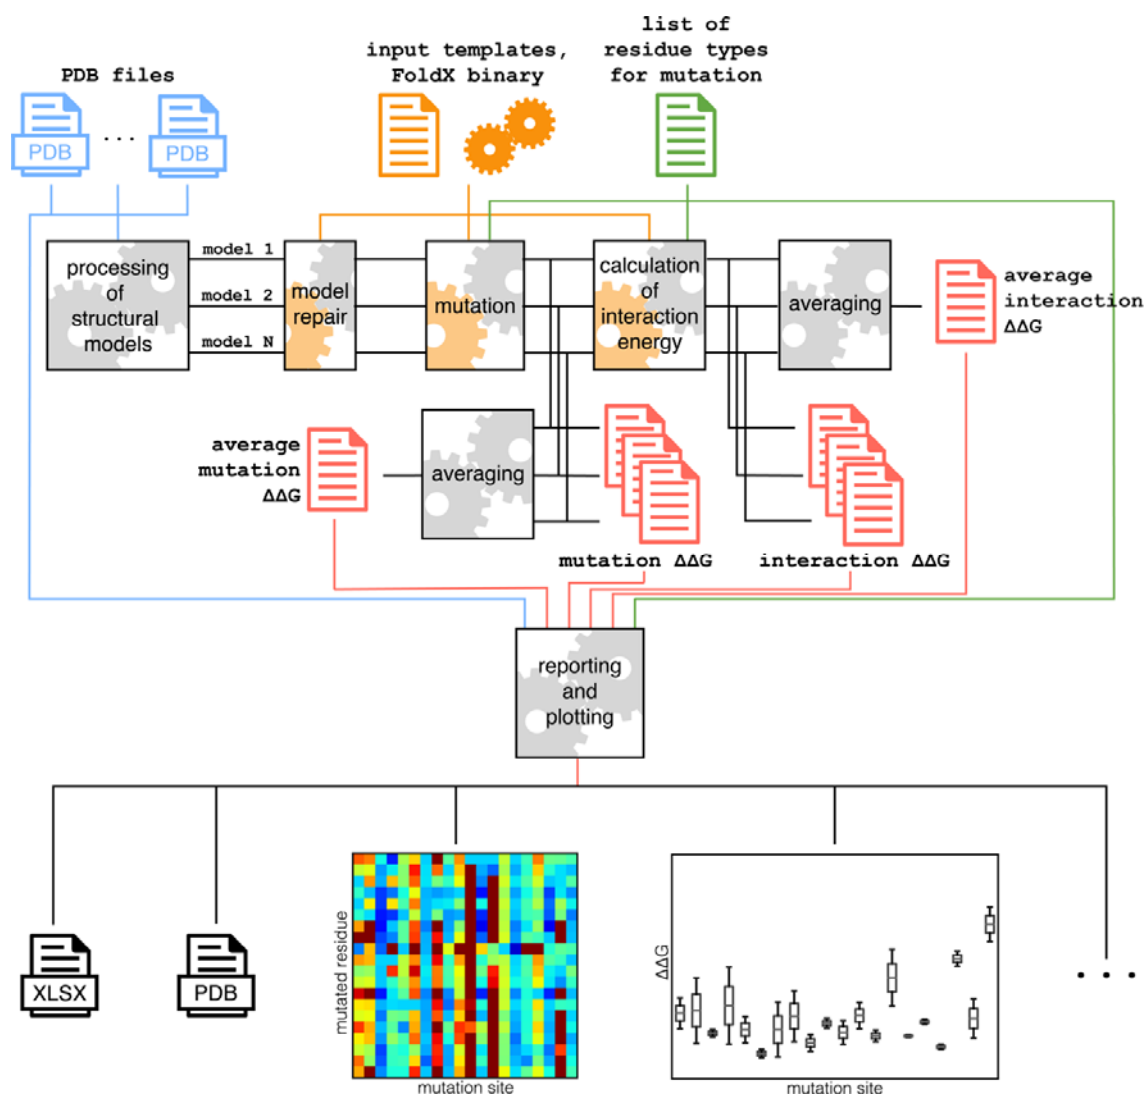 PDB files
input templates,
FoldX binary
list of
residue types
for mutation
PDB
...
PDB
processing
of
structural
models
model 1
model 2
model N
model
repair
mutation
calculation
of
interaction
energy
averaging
average
interaction
ΔΔG
average
mutation
ΔΔG
averaging
mutation ΔΔG
interaction ΔΔG
reporting
and
plotting
XLSX
PDB
mutated residue
mutation site
ΔΔG
mutation site
...